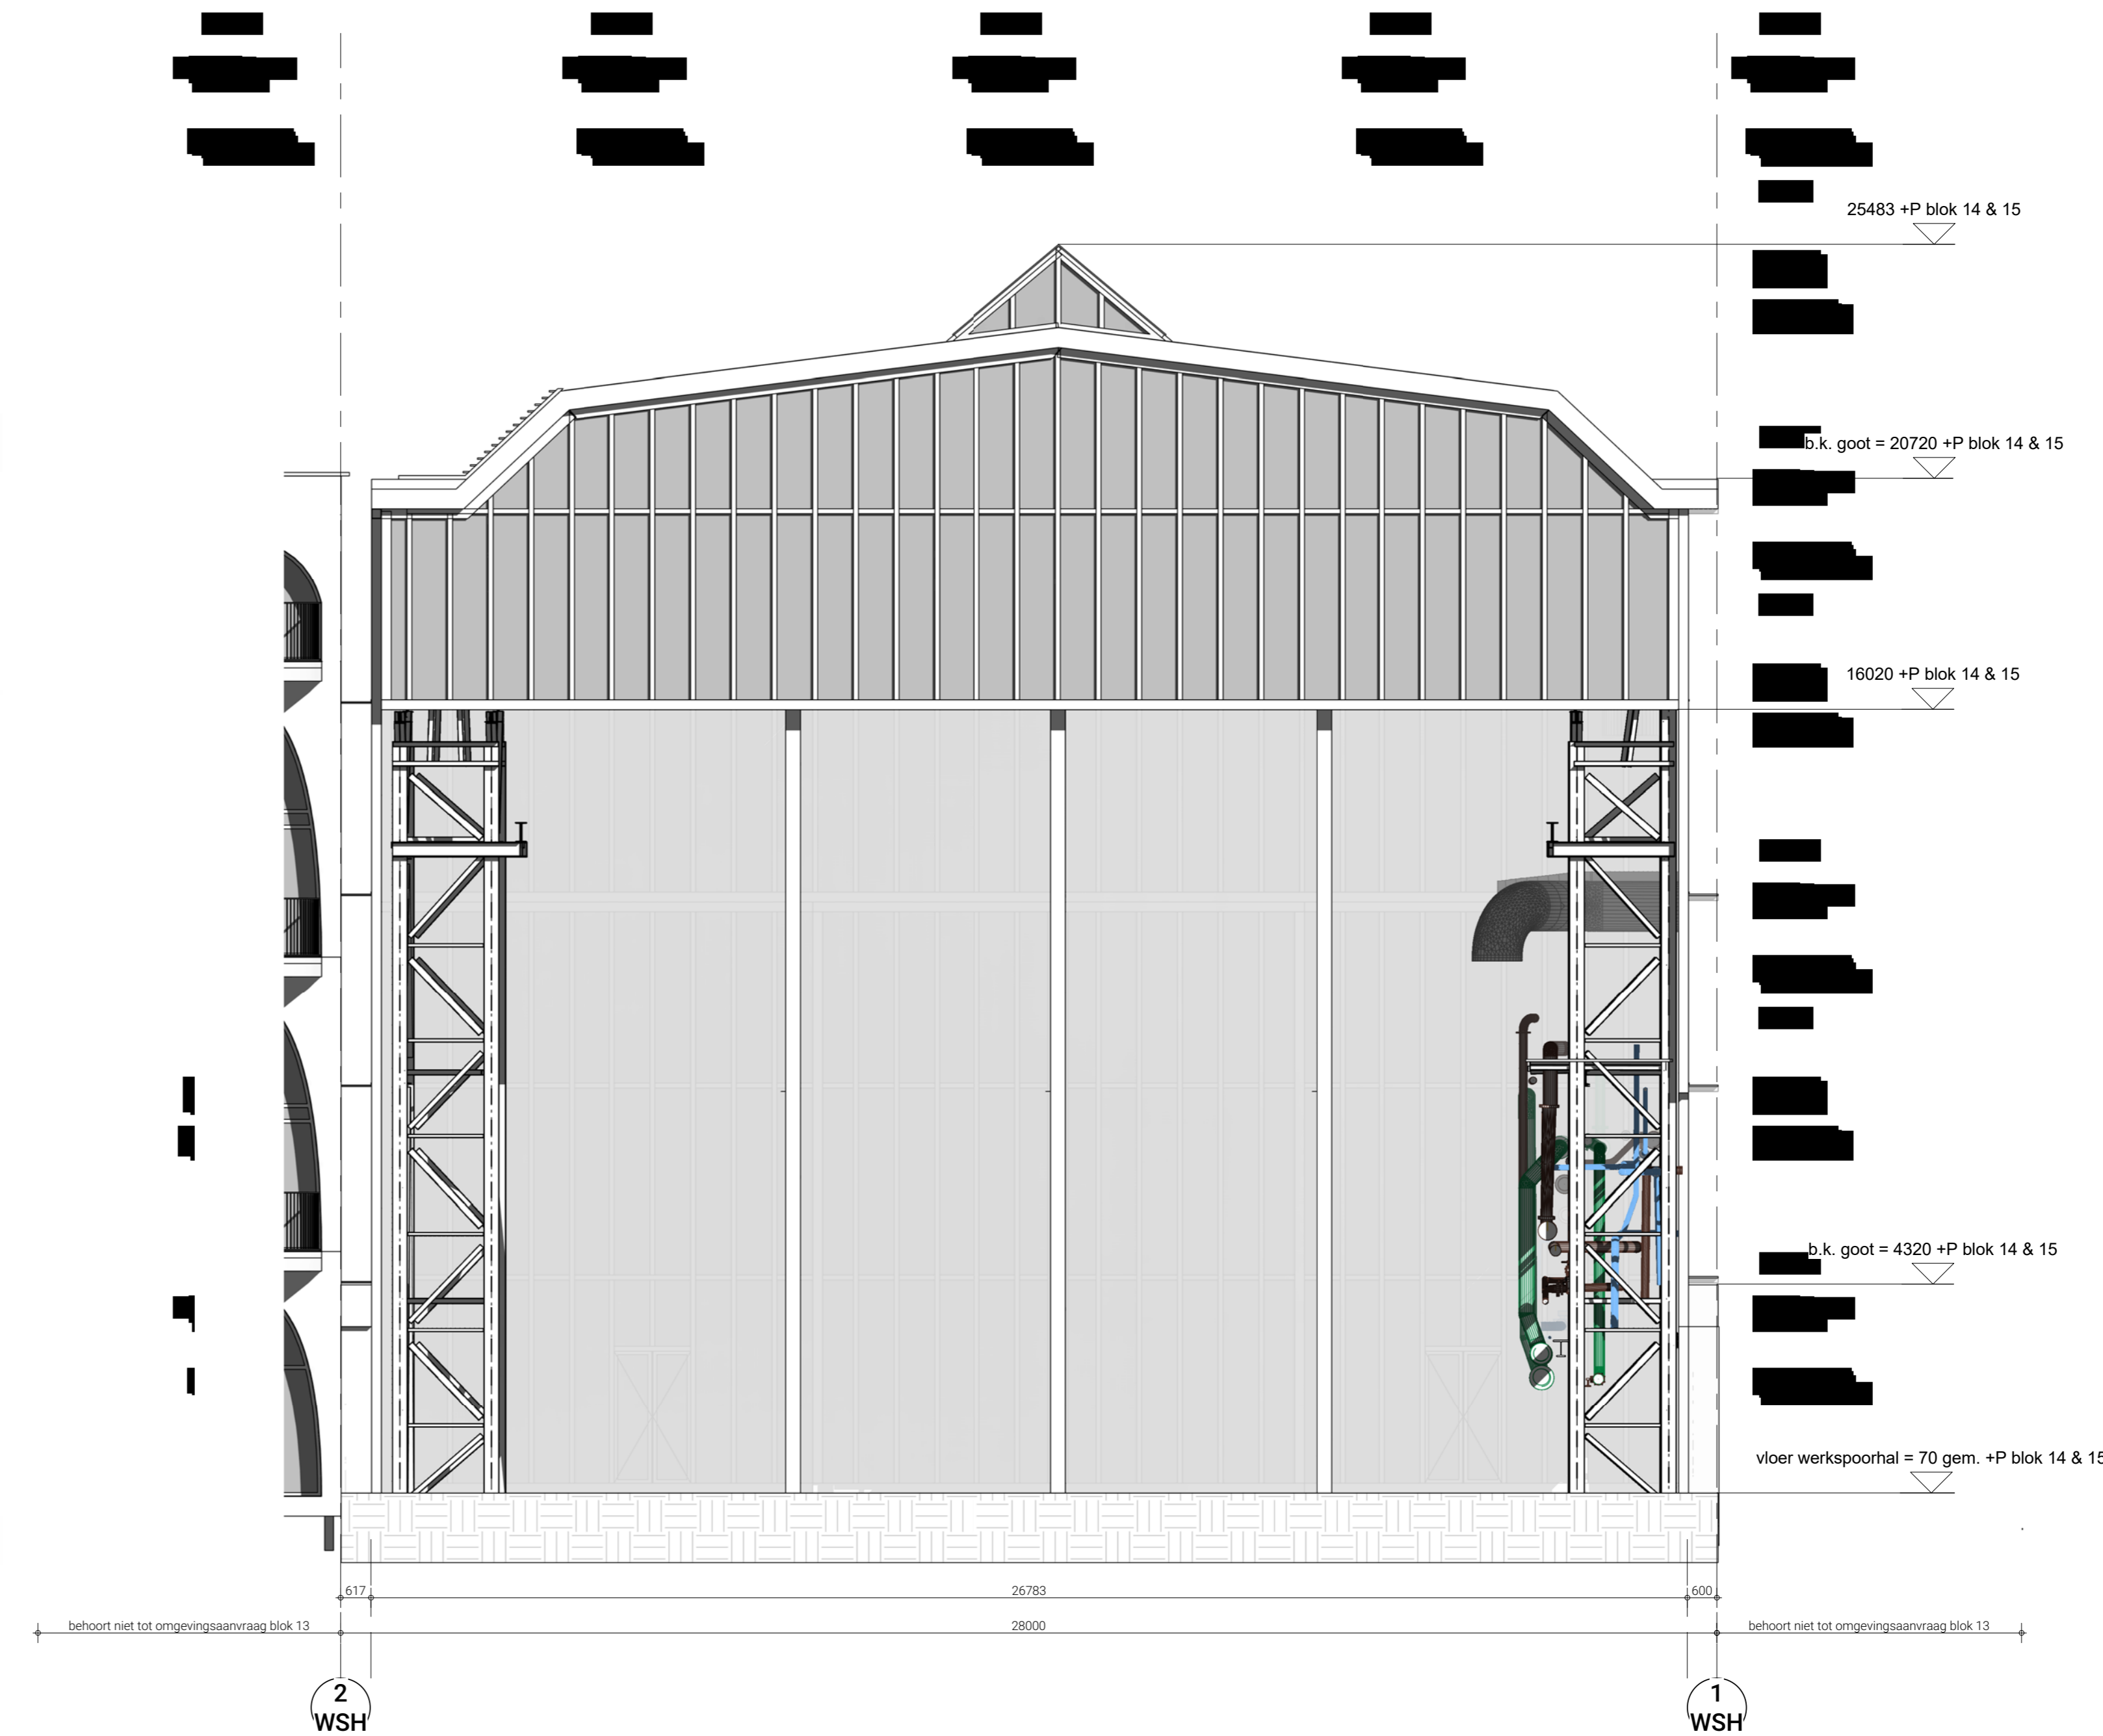 25483 +P blok 14 & 15
b.k. goot = 20720 +P blok 14 & 15
16020 +P blok 14 & 15
b.k. goot = 4320 +P blok 14 & 15
vloer werkspoorhal = 70 gem. +P blok 14 & 15
617
26783
600
behoort niet tot omgevingsaanvraag blok 13
28000
behoort niet tot omgevingsaanvraag blok 13
2
WSH
1
WSH